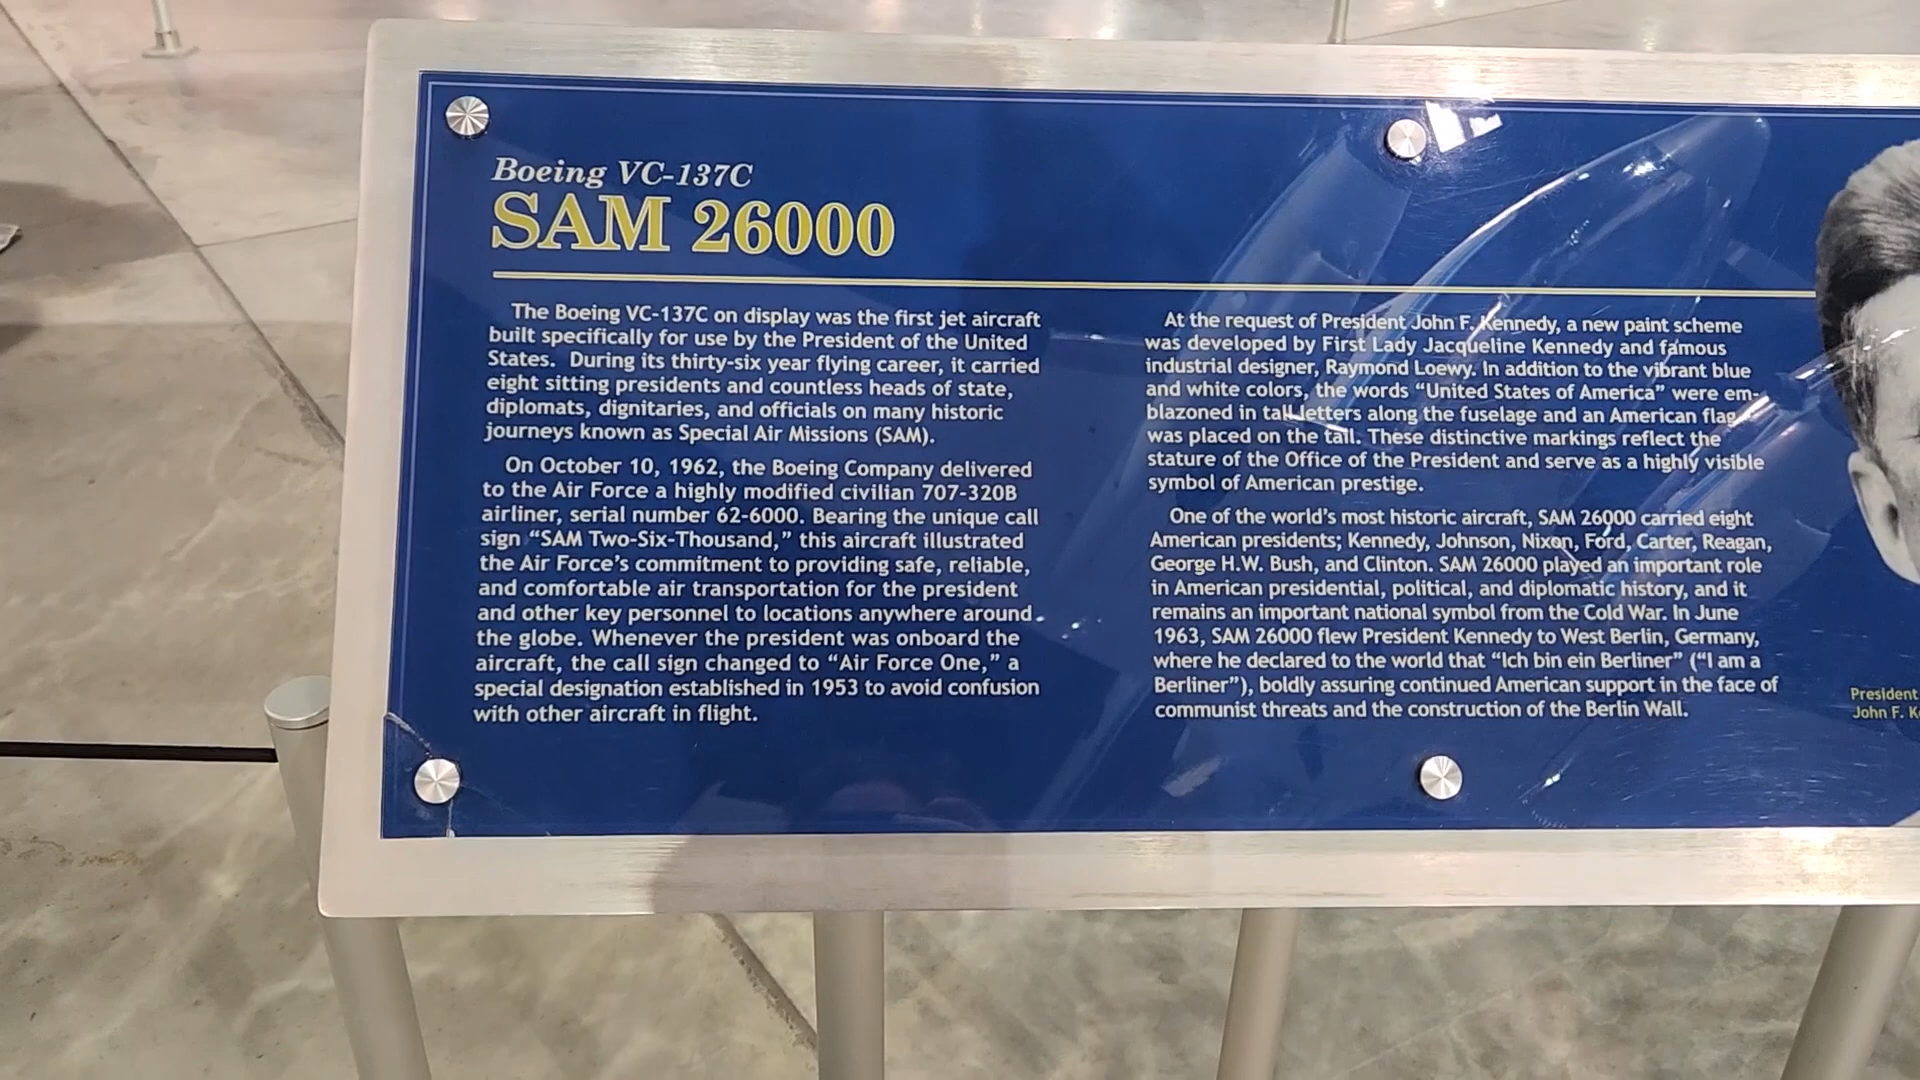 Boeing VC-137C
SAM 26000
The Boeing VC-137C on display was the first jet aircraft
built specifically for use by the President of the United
States. During its thirty-six year flying career, it carried
eight sitting presidents and countless heads of state,
diplomats, dignitaries, and officials on many historic
journeys known as Special Air Missions (SAM).
On October 10, 1962, the Boeing Company delivered
to the Air Force a highly modified civilian 707-320B
airliner, serial number 62-6000. Bearing the unique call
sign “SAM Two-Six-Thousand,” this aircraft illustrated
the Air Force’s commitment to providing safe, reliable,
and comfortable air transportation for the president
and other key personnel to locations anywhere around
the globe. Whenever the president was onboard the
aircraft, the call sign changed to “Air Force One,” a
special designation established in 1953 to avoid confusion
with other aircraft in flight.
At the request of President John F. Kennedy, a new paint scheme
was developed by First Lady Jacqueline Kennedy and famous
industrial designer, Raymond Loewy. In addition to the vibrant blue
and white colors, the words “United States of America” were em-
blazoned in tall letters along the fuselage and an American flag
was placed on the tail. These distinctive markings reflect the
stature of the Office of the President and serve as a highly visible
symbol of American prestige.
One of the world’s most historic aircraft, SAM 26000 carried eight
American presidents; Kennedy, Johnson, Nixon, Ford, Carter, Reagan,
George H.W. Bush, and Clinton. SAM 26000 played an important role
in American presidential, political, and diplomatic history, and it
remains an important national symbol from the Cold War. In June
1963, SAM 26000 flew President Kennedy to West Berlin, Germany,
where he declared to the world that “Ich bin ein Berliner” (“I am a
Berliner”), boldly assuring continued American support in the face of
communist threats and the construction of the Berlin Wall.
President
John F.